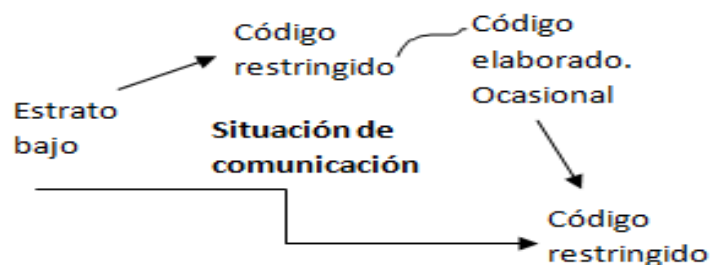 Código
restringido
Código
elaborado.
Ocasional
Estrato
bajo
Situación de
comunicación
Código
restringido